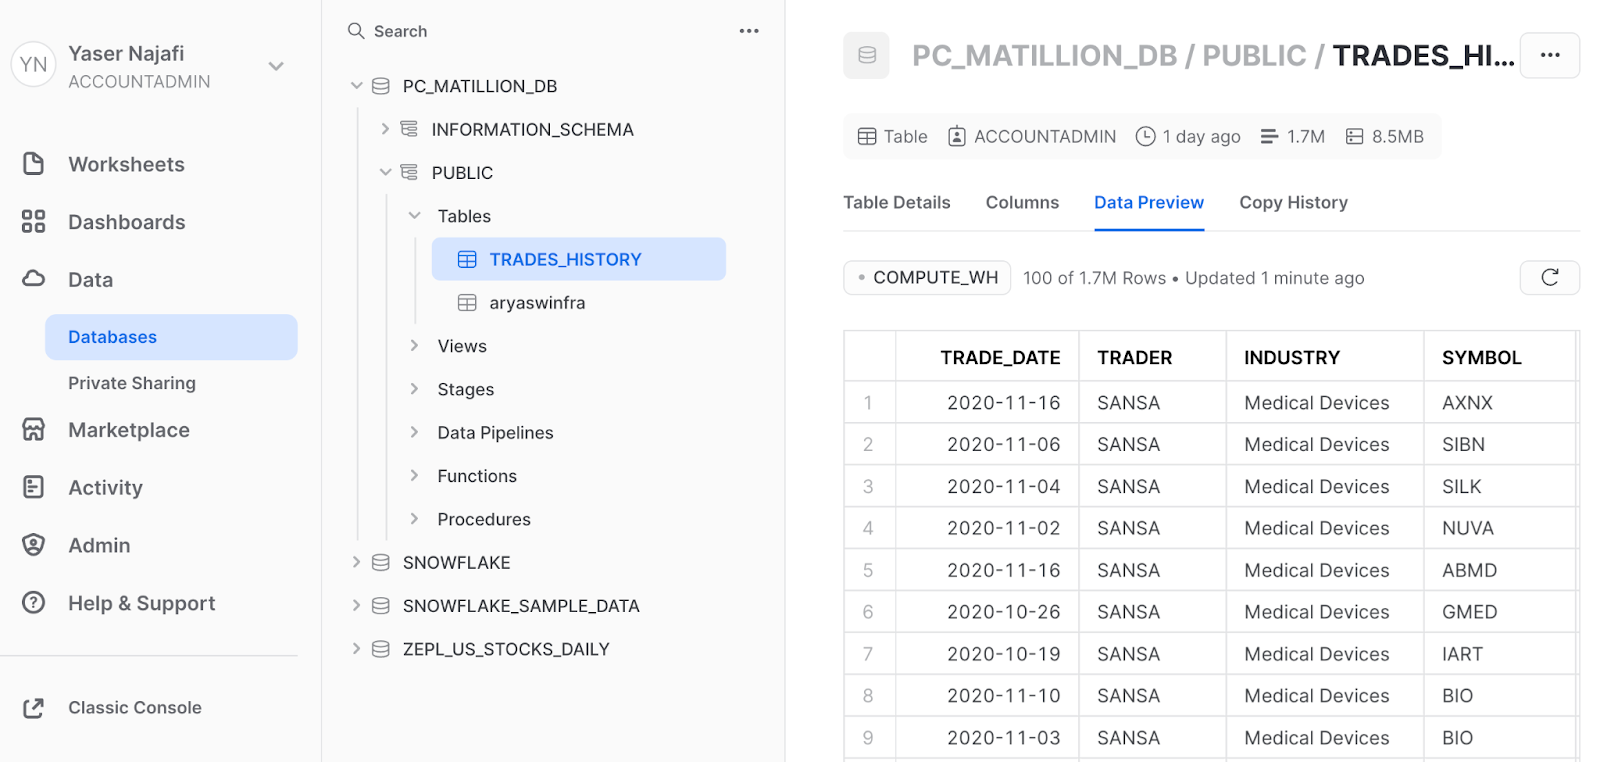 YN
Yaser Najafi
ACCOUNTADMIN
Worksheets
Dashboards
Data
Databases
Private Sharing
Marketplace
Activity
Admin
Help & Support
Classic Console
Search
PC_MATILLION_DB
INFORMATION_SCHEMA
PUBLIC
Tables
TRADES_HISTORY
aryaswinfra
Views
Stages
Data Pipelines
Functions
Procedures
SNOWFLAKE
SNOWFLAKE_SAMPLE_DATA
ZEPL_US_STOCKS_DAILY
PC_MATILLION_DB / PUBLIC / TRADES_HI...
Table ACCOUNTADMIN 1 day ago 1.7M 8.5MB
Table Details Columns Data Preview Copy History
• COMPUTE_WH 100 of 1.7M Rows • Updated 1 minute ago
TRADE_DATE TRADER INDUSTRY SYMBOL
1 2020-11-16 SANSA Medical Devices AXNX
2 2020-11-06 SANSA Medical Devices SIBN
3 2020-11-04 SANSA Medical Devices SILK
4 2020-11-02 SANSA Medical Devices NUVA
5 2020-11-16 SANSA Medical Devices ABMD
6 2020-10-26 SANSA Medical Devices GMED
7 2020-10-19 SANSA Medical Devices IART
8 2020-11-10 SANSA Medical Devices BIO
9 2020-11-03 SANSA Medical Devices BIO